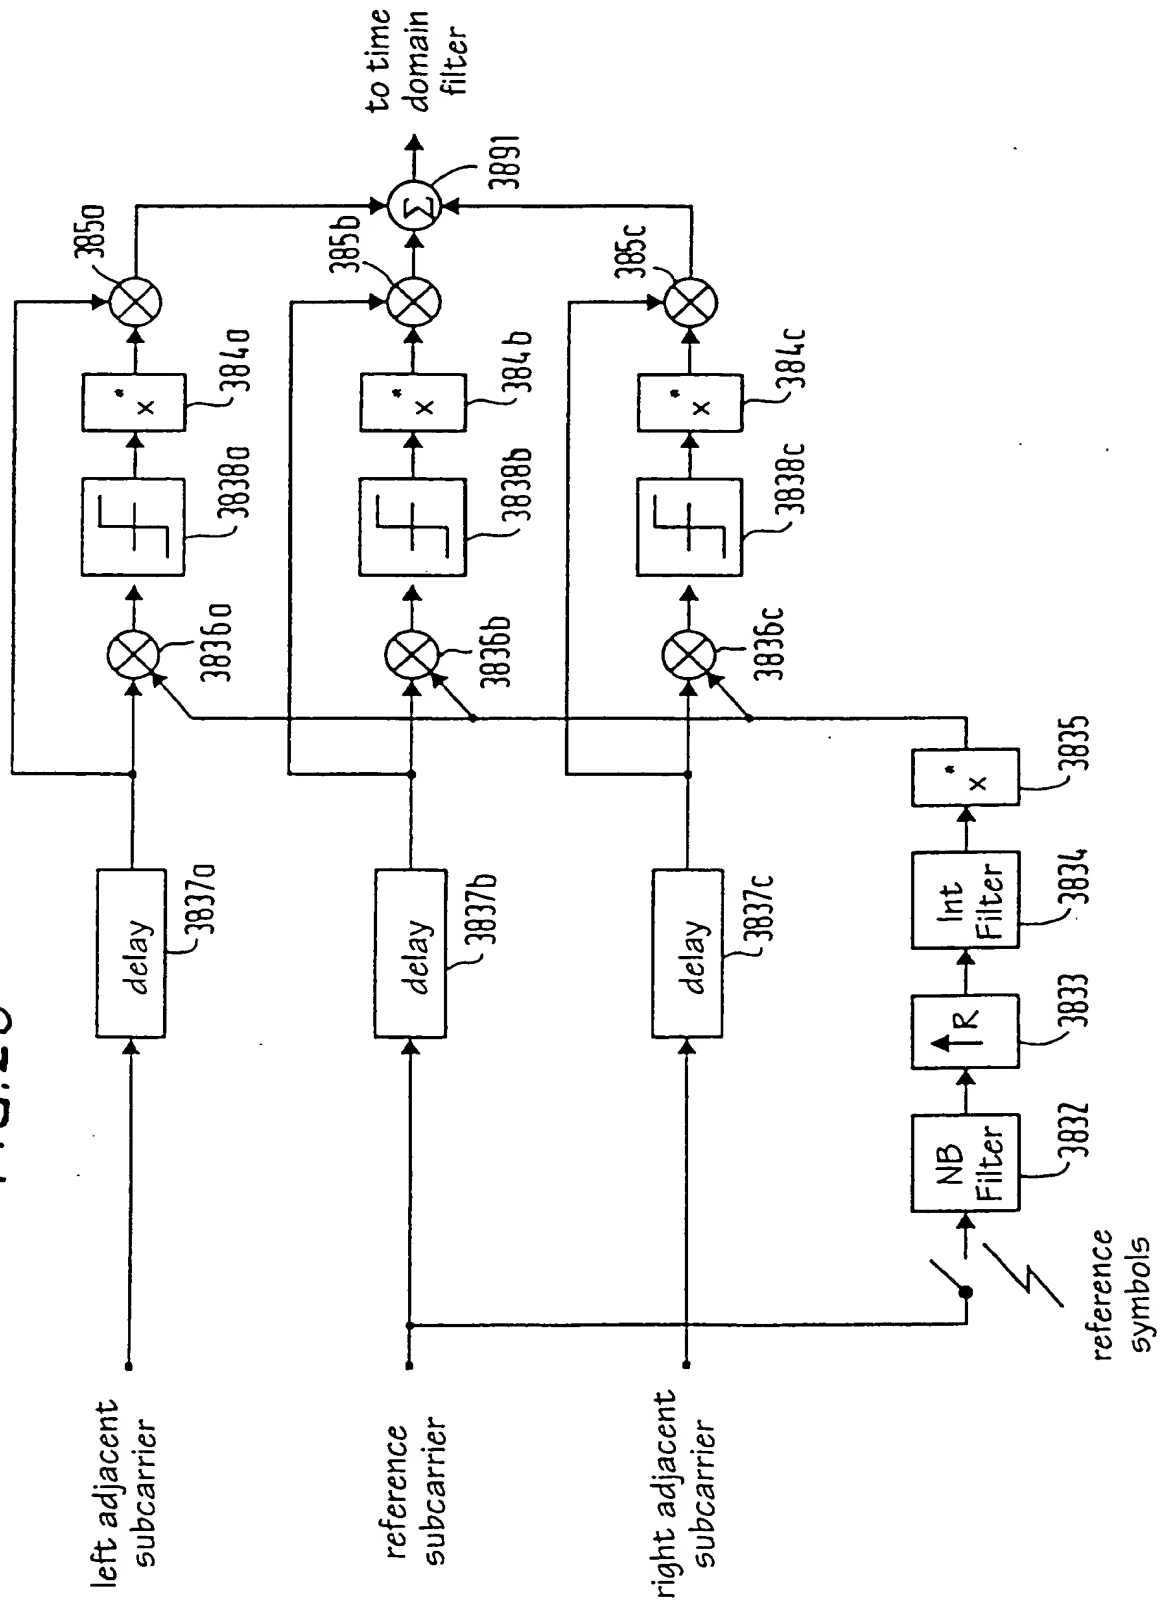 left adjacent
subcarrier
delay
3837a
3836a
3838a
x*
384a
385a
reference
subcarrier
delay
3837b
3836b
3838b
x*
384b
385b
Σ
3891
to time
domain
filter
right adjacent
subcarrier
delay
3837c
3836c
3838c
x*
384c
385c
reference
symbols
NB
Filter
3832
R
3833
Int
Filter
3834
x*
3835